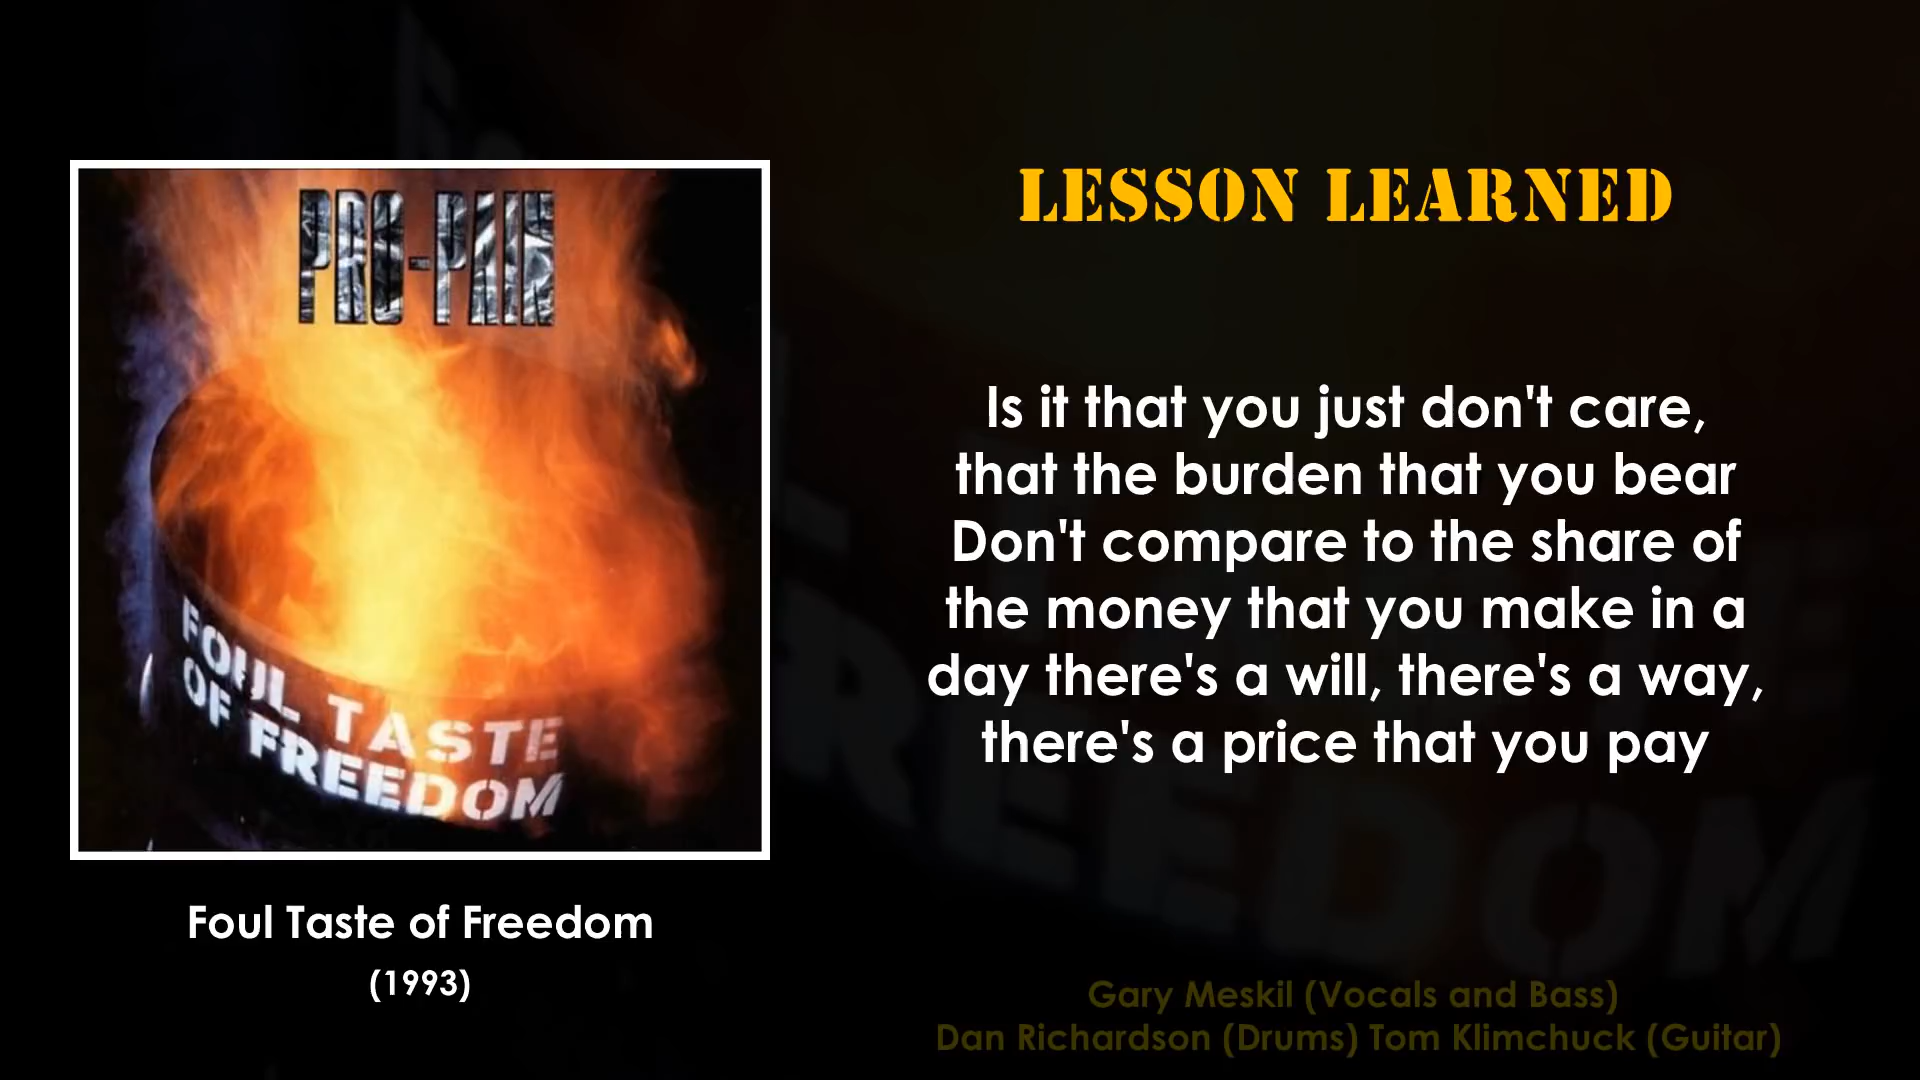 PRO-PAIN
FOUL TASTE
OF FREEDOM
Foul Taste of Freedom
(1993)
LESSON LEARNED
Is it that you just don't care,
that the burden that you bear
Don't compare to the share of
the money that you make in a
day there's a will, there's a way,
there's a price that you pay
Gary Meskil (Vocals and Bass)
Dan Richardson (Drums) Tom Klimchuck (Guitar)